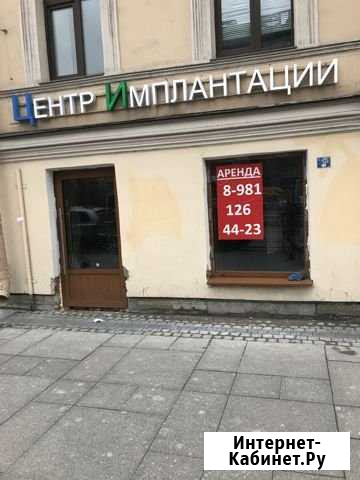 Центр Имплантации
АРЕНДА
8-981
126
44-23
Интернет-
Кабинет.Ру